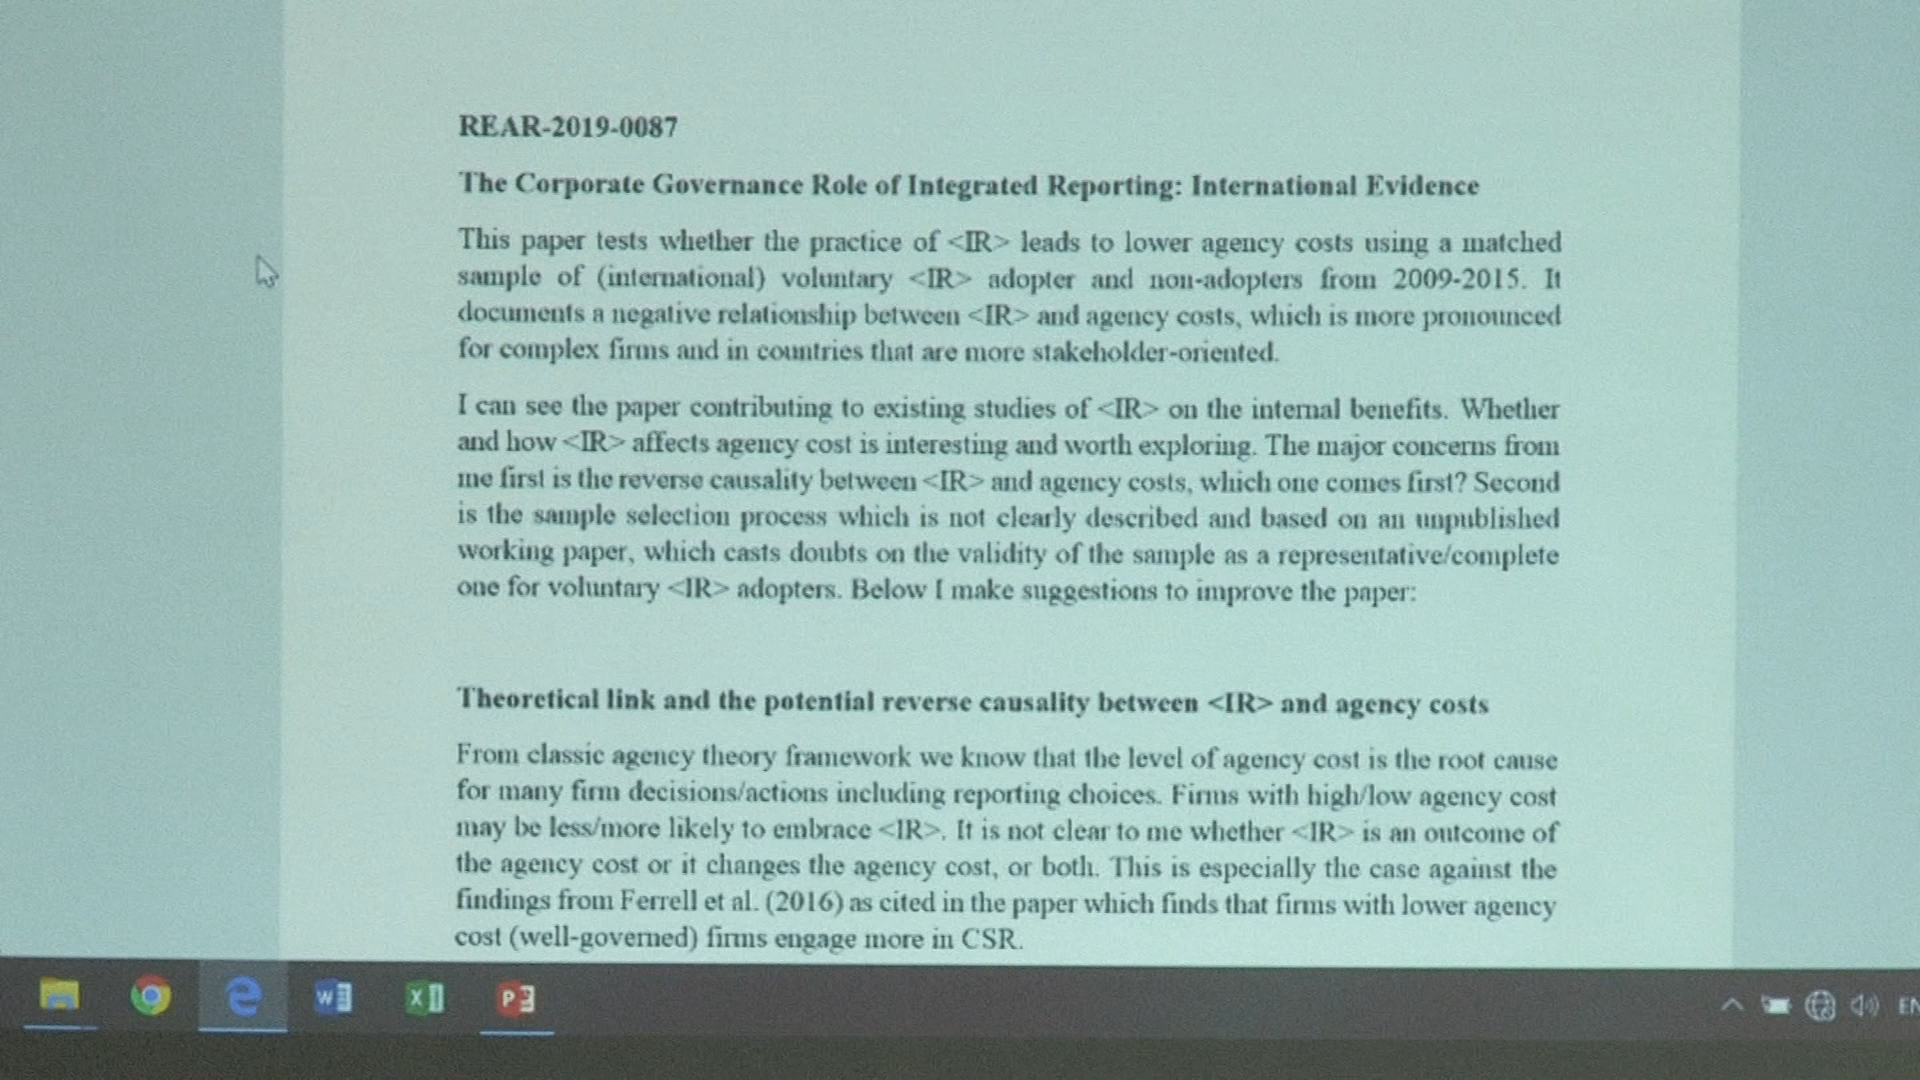 REAR-2019-0087
The Corporate Governance Role of Integrated Reporting: International Evidence
This paper tests whether the practice of <IR> leads to lower agency costs using a matched
sample of (international) voluntary <IR> adopter and non-adopters from 2009-2015. It
documents a negative relationship between <IR> and agency costs, which is more pronounced
for complex firms and in countries that are more stakeholder-oriented.
I can see the paper contributing to existing studies of <IR> on the internal benefits. Whether
and how <IR> affects agency cost is interesting and worth exploring. The major concerns from
me first is the reverse causality between <IR> and agency costs, which one comes first? Second
is the sample selection process which is not clearly described and based on an unpublished
working paper, which casts doubts on the validity of the sample as a representative/complete
one for voluntary <IR> adopters. Below I make suggestions to improve the paper:
Theoretical link and the potential reverse causality between <IR> and agency costs
From classic agency theory framework we know that the level of agency cost is the root cause
for many firm decisions/actions including reporting choices. Firms with high/low agency cost
may be less/more likely to embrace <IR>. It is not clear to me whether <IR> is an outcome of
the agency cost or it changes the agency cost, or both. This is especially the case against the
findings from Ferrell et al. (2016) as cited in the paper which finds that firms with lower agency
cost (well-governed) firms engage more in CSR.
EN